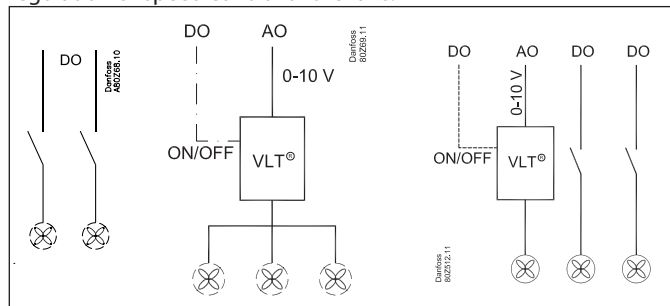 DO
Danfoss
A80Z68.10
DO
AO
Danfoss
80Z69.11
0-10 V
ON/OFF
VLT®
DO
AO
DO
DO
0-10 V
ON/OFF
VLT®
Danfoss
80Z512.11